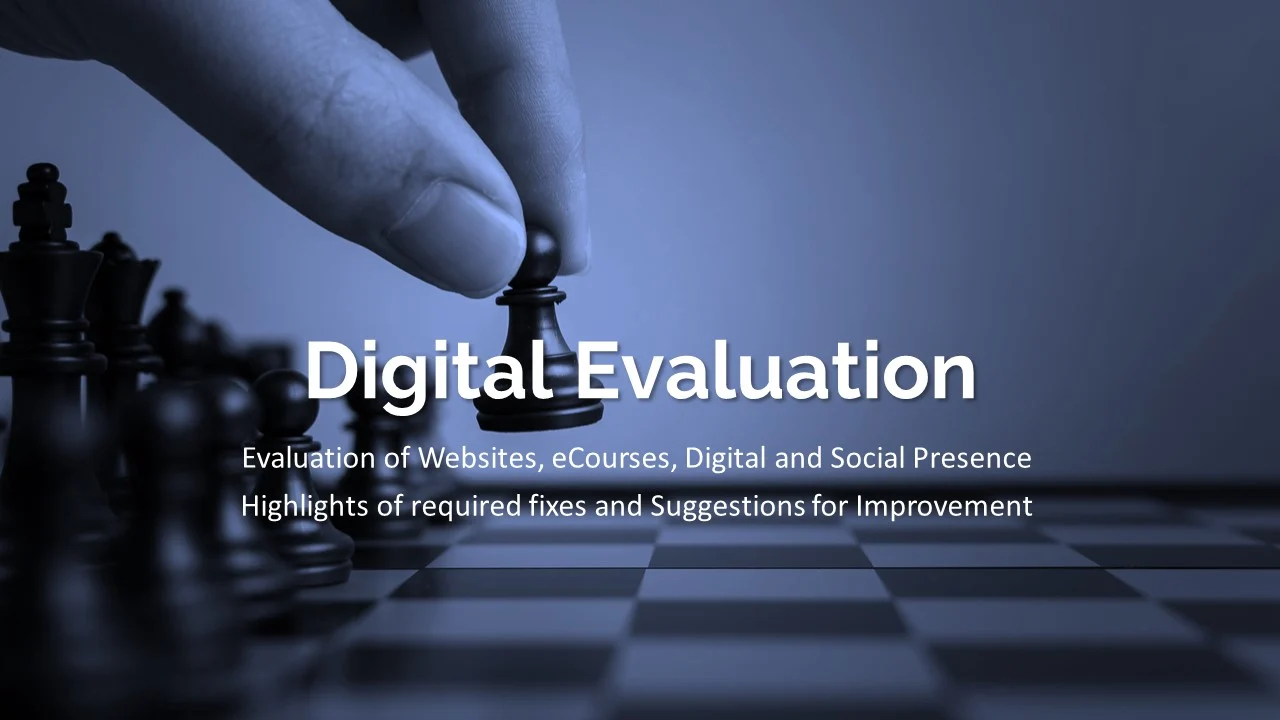 Digital Evaluation
Evaluation of Websites, eCourses, Digital and Social Presence
Highlights of required fixes and Suggestions for Improvement